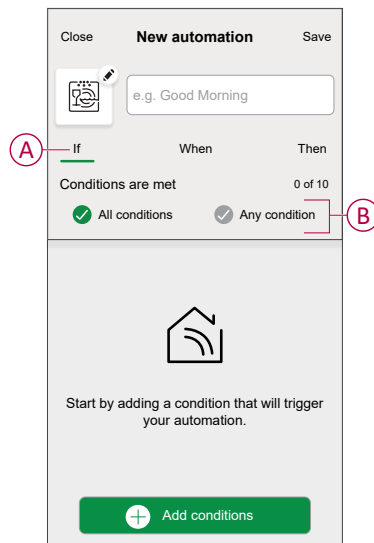 Close New automation Save
e.g. Good Morning
A If When Then
Conditions are met 0 of 10
All conditions Any condition B
Start by adding a condition that will trigger
your automation.
Add conditions